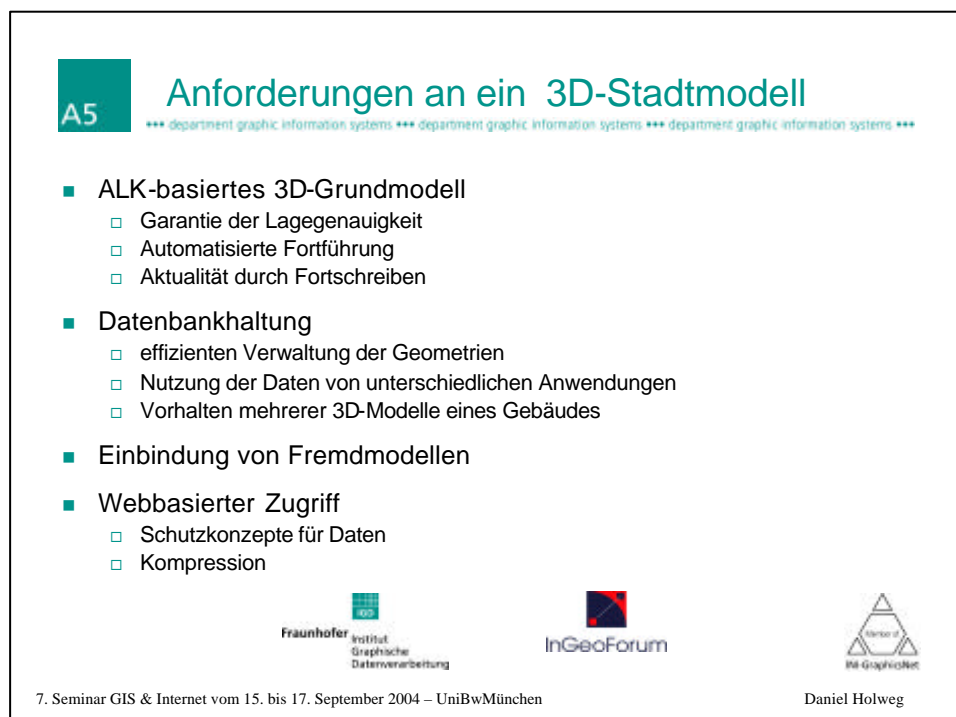 A5
Anforderungen an ein 3D-Stadtmodell
••• department graphic information systems ••• department graphic information systems ••• department graphic information systems •••
ALK-basiertes 3D-Grundmodell
Garantie der Lagegenauigkeit
Automatisierte Fortführung
Aktualität durch Fortschreiben
Datenbankhaltung
effizienten Verwaltung der Geometrien
Nutzung der Daten von unterschiedlichen Anwendungen
Vorhalten mehrerer 3D-Modelle eines Gebäudes
Einbindung von Fremdmodellen
Webbasierter Zugriff
Schutzkonzepte für Daten
Kompression
IGD
Fraunhofer Institut
Graphische
Datenverarbeitung
InGeoForum
Member of
INI-GraphicsNet
7. Seminar GIS & Internet vom 15. bis 17. September 2004 – UniBwMünchen
Daniel Holweg